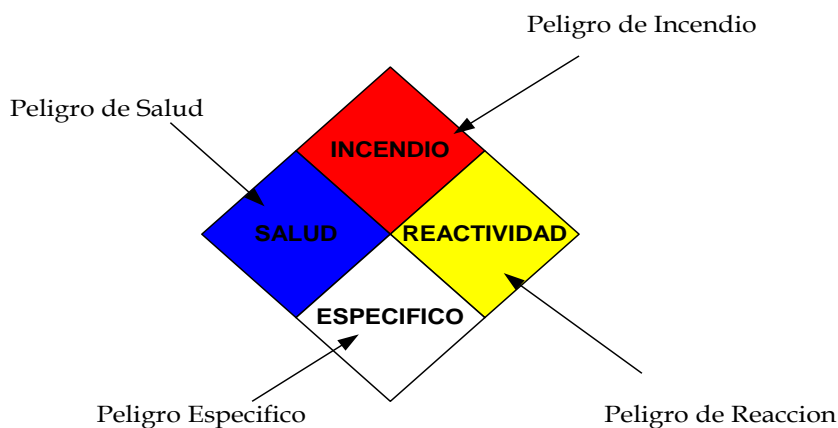 Peligro de Incendio
Peligro de Salud
INCENDIO
SALUD
REACTIVIDAD
ESPECIFICO
Peligro Especifico
Peligro de Reaccion